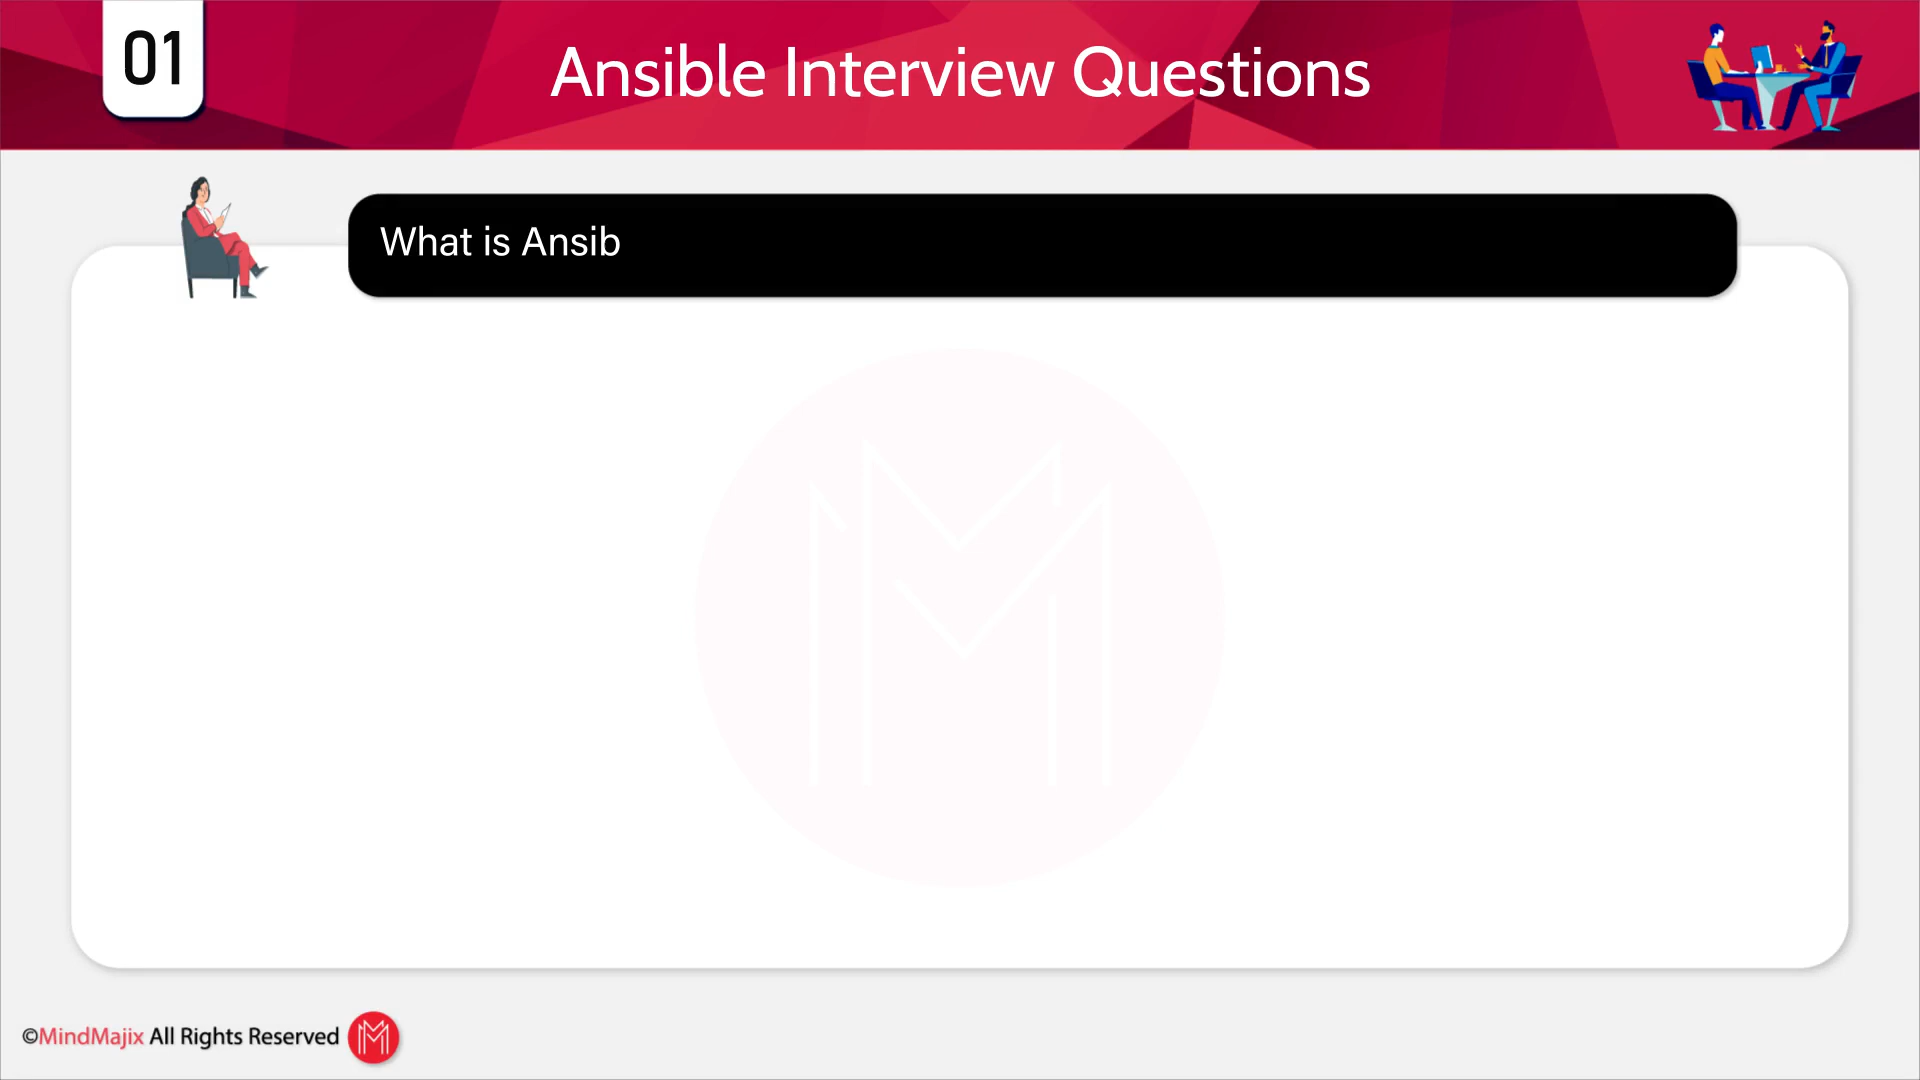 01
Ansible Interview Questions
What is Ansib
©MindMajix All Rights Reserved